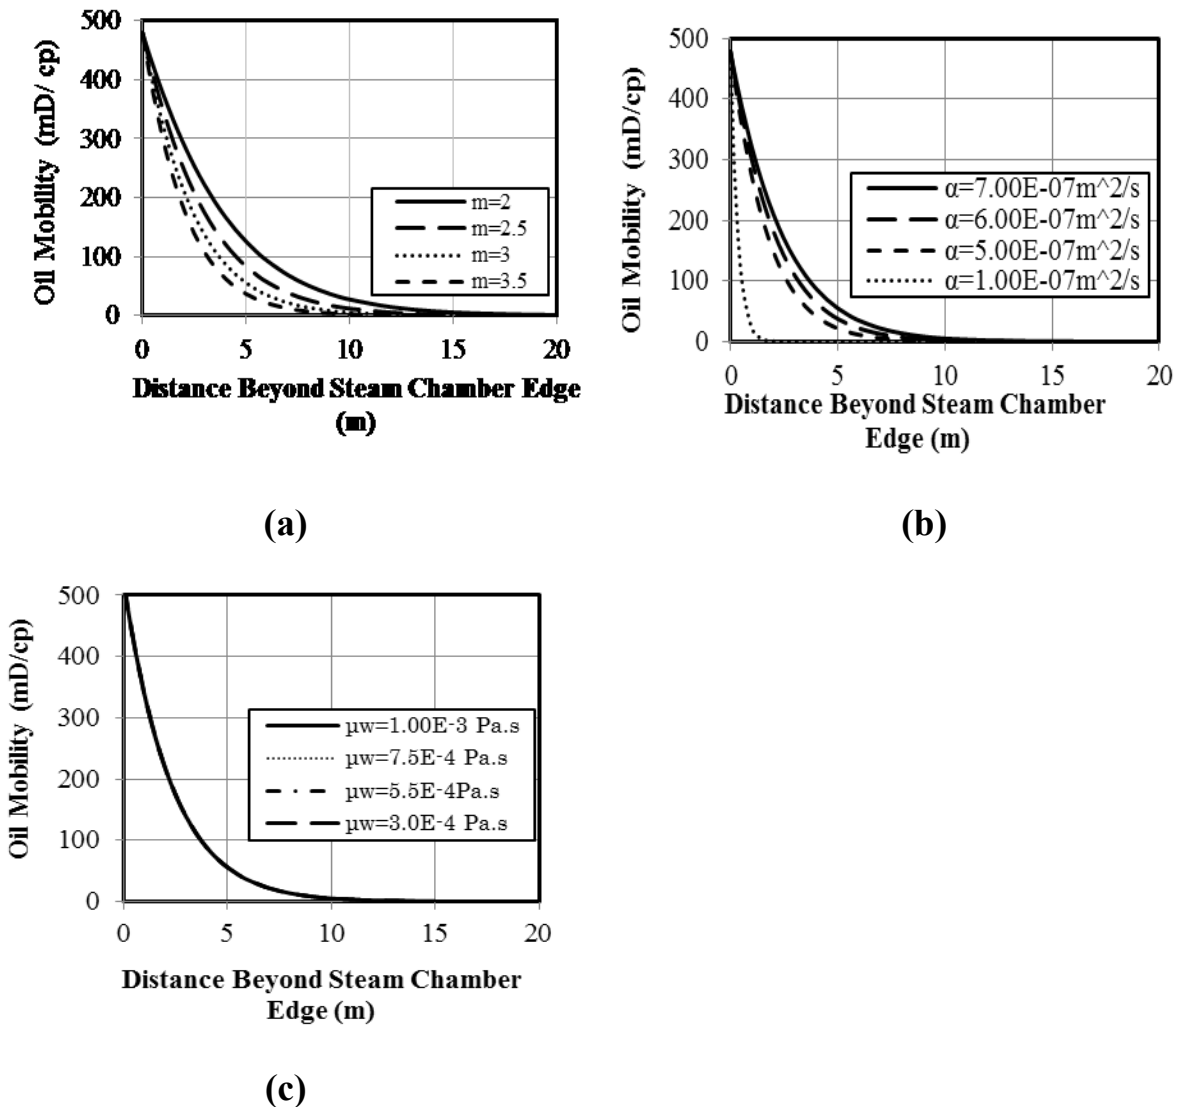 500
400
300
200
100
0
Oil Mobility (mD/ cp)
m=2
m=2.5
m=3
m=3.5
0 5 10 15 20
Distance Beyond Steam Chamber Edge
(m)
(a)
500
400
300
200
100
0
Oil Mobility (mD/cp)
α=7.00E-07m^2/s
α=6.00E-07m^2/s
α=5.00E-07m^2/s
α=1.00E-07m^2/s
0 5 10 15 20
Distance Beyond Steam Chamber
Edge (m)
(b)
500
400
300
200
100
0
Oil Mobility (mD/cp)
µw=1.00E-3 Pa.s
µw=7.5E-4 Pa.s
µw=5.5E-4Pa.s
µw=3.0E-4 Pa.s
0 5 10 15 20
Distance Beyond Steam Chamber
Edge (m)
(c)